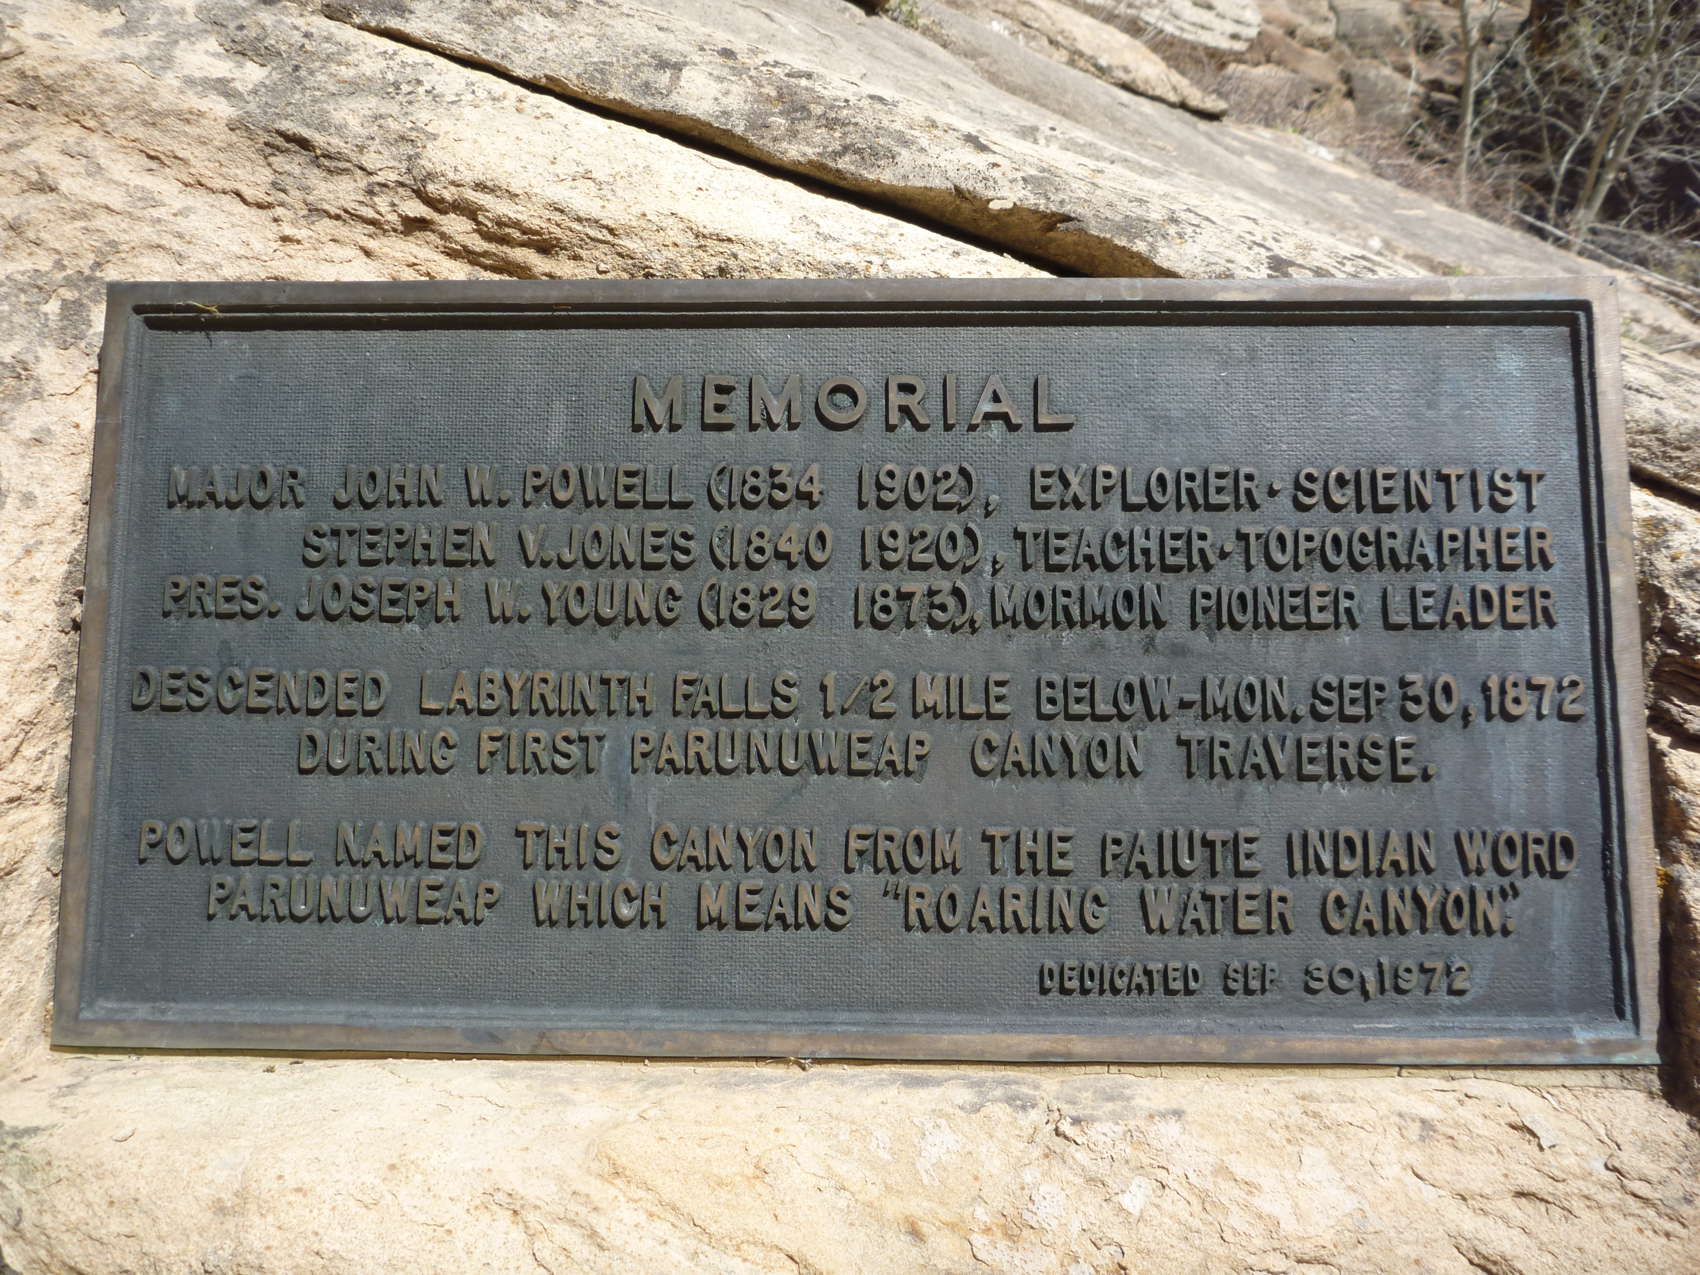 MEMORIAL
MAJOR JOHN W. POWELL (1834 1902), EXPLORER·SCIENTIST
STEPHEN V. JONES (1840 1920), TEACHER·TOPOGRAPHER
PRES. JOSEPH W. YOUNG (1829 1873), MORMON PIONEER LEADER
DESCENDED LABYRINTH FALLS 1/2 MILE BELOW-MON. SEP 30, 1872
DURING FIRST PARUNUWEAP CANYON TRAVERSE.
POWELL NAMED THIS CANYON FROM THE PAIUTE INDIAN WORD
PARUNUWEAP WHICH MEANS "ROARING WATER CANYON".
DEDICATED SEP 30, 1972